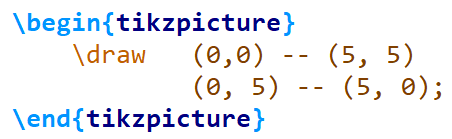 \begin{tikzpicture}
\draw (0,0) -- (5, 5)
(0, 5) -- (5, 0);
\end{tikzpicture}